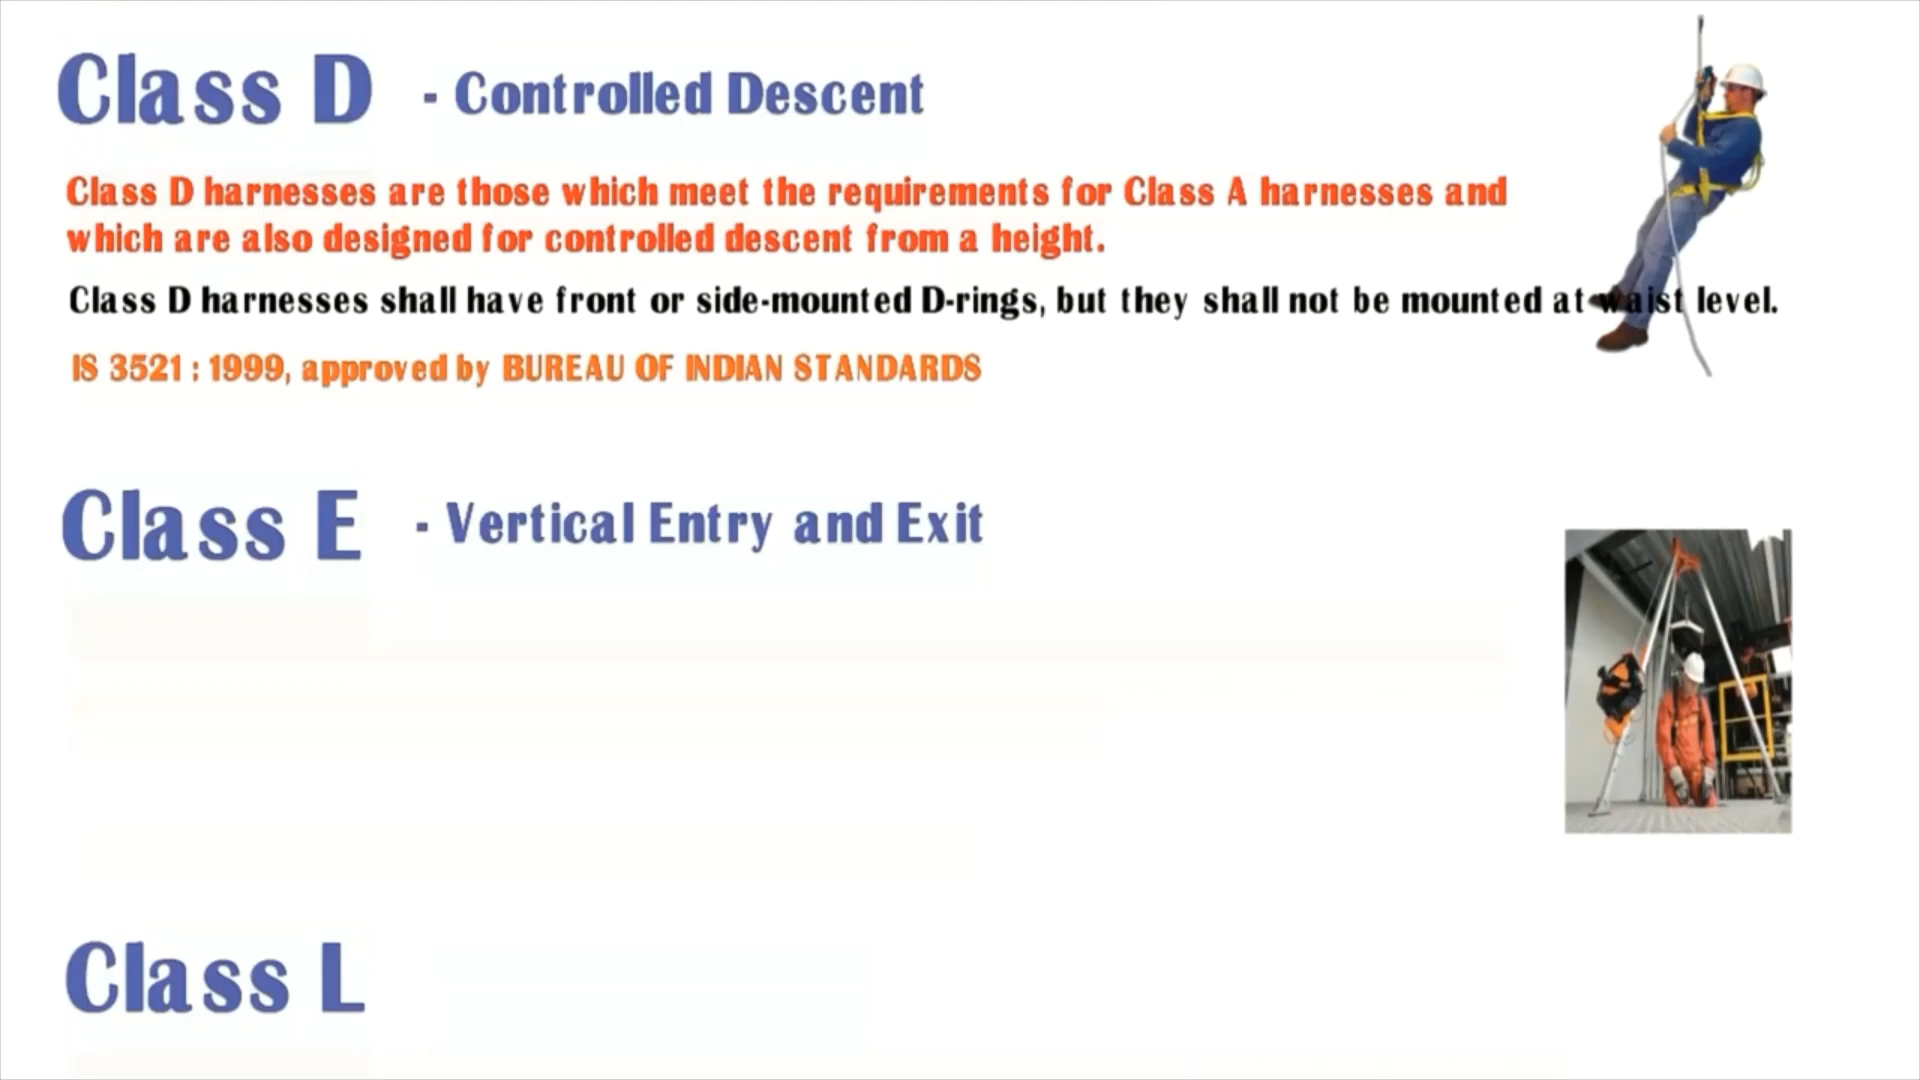 Class D - Controlled Descent
Class D harnesses are those which meet the requirements for Class A harnesses and
which are also designed for controlled descent from a height.
Class D harnesses shall have front or side-mounted D-rings, but they shall not be mounted at waist level.
IS 3521 : 1999, approved by BUREAU OF INDIAN STANDARDS
Class E - Vertical Entry and Exit
Class L